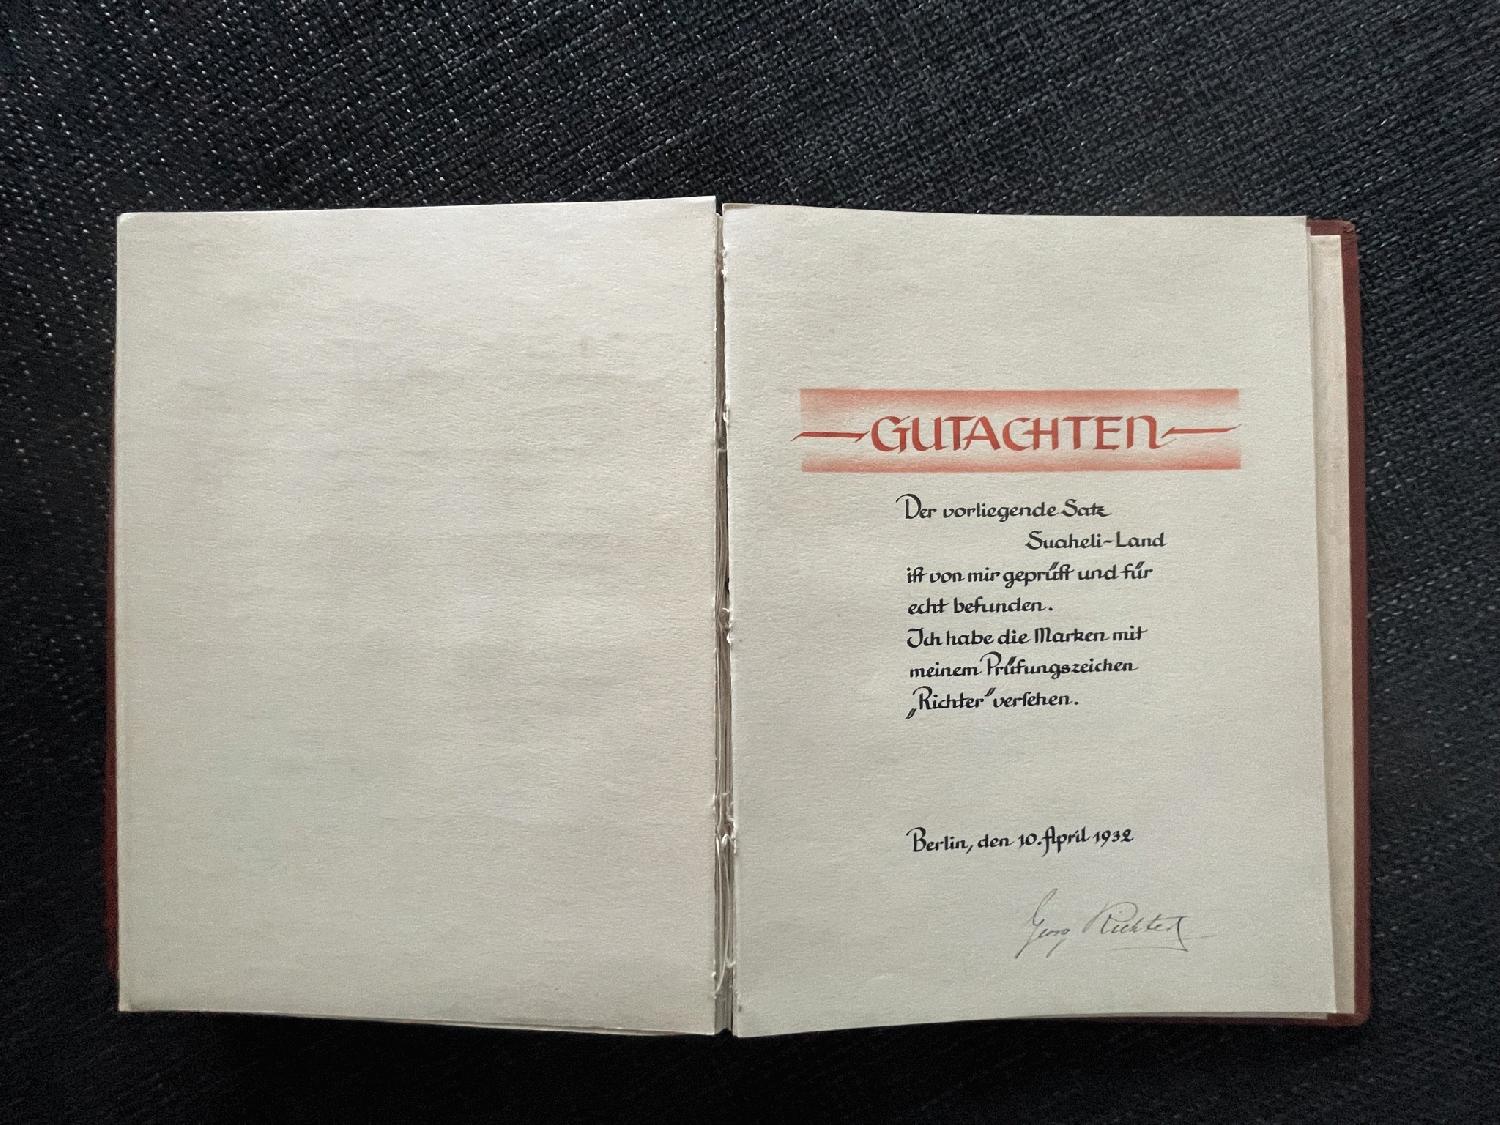 GUTACHTEN
Der vorliegende Satz
Suaheli-Land
ist von mir geprüft und für
echt befunden.
Ich habe die Marken mit
meinem Prüfungszeichen
„Richter” versehen.
Berlin, den 10. April 1932
Georg Richter